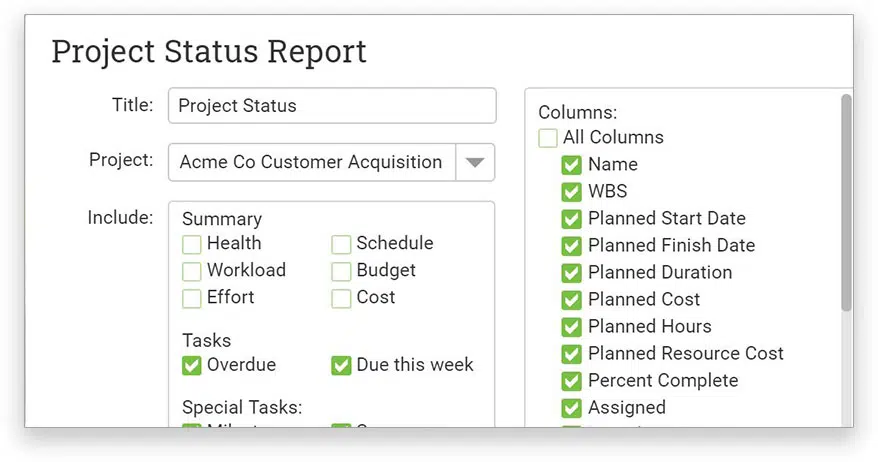 Project Status Report
Title:
Project Status
Project:
Acme Co Customer Acquisition
Include:
Summary
Health
Schedule
Workload
Budget
Effort
Cost
Tasks
Overdue
Due this week
Special Tasks:
Columns:
All Columns
Name
WBS
Planned Start Date
Planned Finish Date
Planned Duration
Planned Cost
Planned Hours
Planned Resource Cost
Percent Complete
Assigned